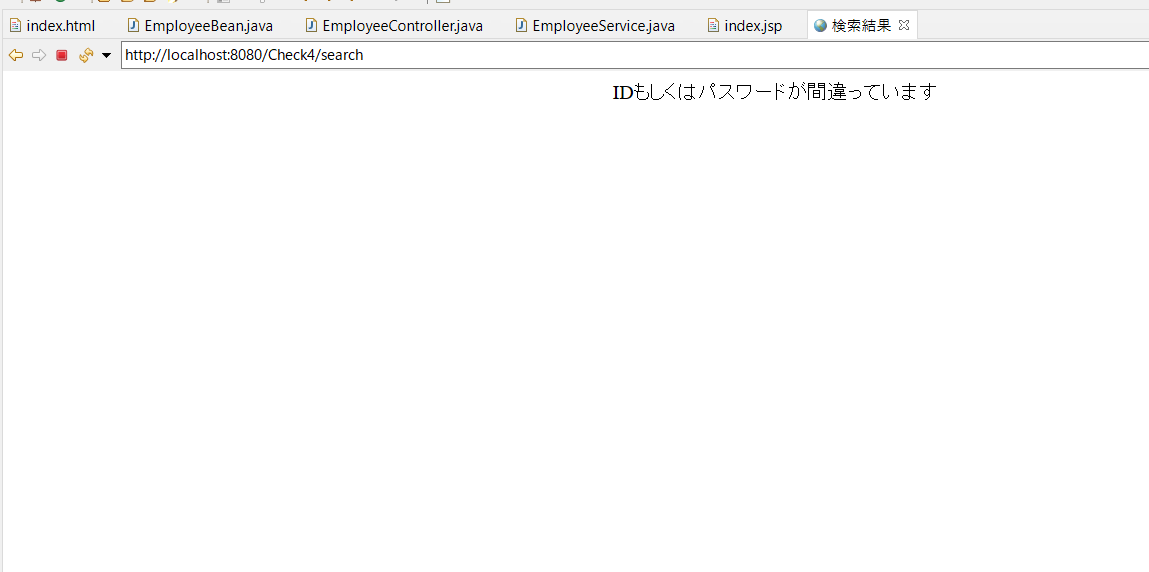 index.html EmployeeBean.java EmployeeController.java EmployeeService.java index.jsp 検索結果
http://localhost:8080/Check4/search
IDもしくはパスワードが間違っています